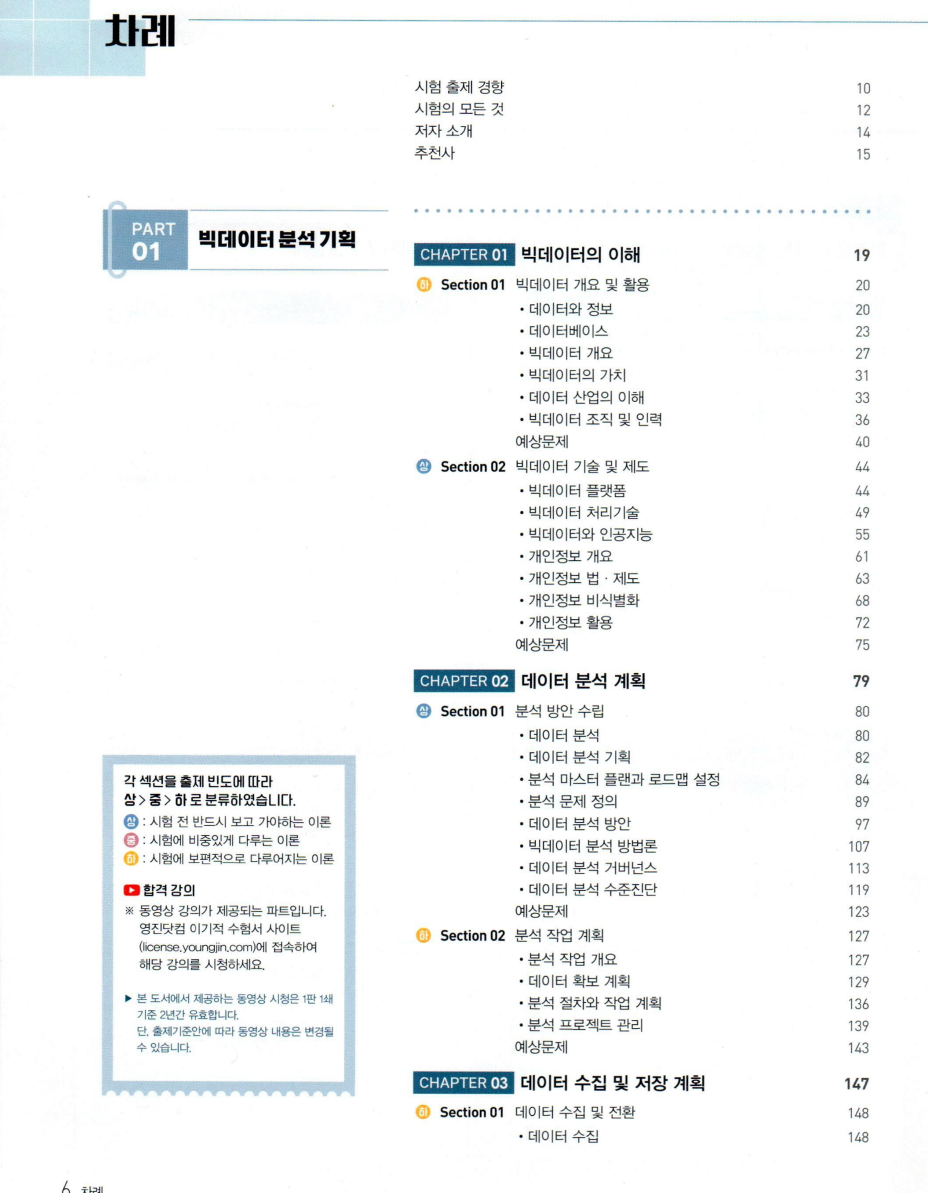 차례
시험 출제 경향 10
시험의 모든 것 12
저자 소개 14
추천사 15
PART 01 빅데이터 분석 기획
CHAPTER 01 빅데이터의 이해 19
하 Section 01 빅데이터 개요 및 활용 20
• 데이터와 정보 20
• 데이터베이스 23
• 빅데이터 개요 27
• 빅데이터의 가치 31
• 데이터 산업의 이해 33
• 빅데이터 조직 및 인력 36
예상문제 40
상 Section 02 빅데이터 기술 및 제도 44
• 빅데이터 플랫폼 44
• 빅데이터 처리기술 49
• 빅데이터와 인공지능 55
• 개인정보 개요 61
• 개인정보 법 · 제도 63
• 개인정보 비식별화 68
• 개인정보 활용 72
예상문제 75
CHAPTER 02 데이터 분석 계획 79
상 Section 01 분석 방안 수립 80
• 데이터 분석 80
• 데이터 분석 기획 82
• 분석 마스터 플랜과 로드맵 설정 84
• 분석 문제 정의 89
• 데이터 분석 방안 97
• 빅데이터 분석 방법론 107
• 데이터 분석 거버넌스 113
• 데이터 분석 수준진단 119
예상문제 123
하 Section 02 분석 작업 계획 127
• 분석 작업 개요 127
• 데이터 확보 계획 129
• 분석 절차와 작업 계획 136
• 분석 프로젝트 관리 139
예상문제 143
CHAPTER 03 데이터 수집 및 저장 계획 147
하 Section 01 데이터 수집 및 전환 148
• 데이터 수집 148
각 섹션을 출제 빈도에 따라
상 > 중 > 하 로 분류하였습니다.
상 : 시험 전 반드시 보고 가야하는 이론
중 : 시험에 비중있게 다루는 이론
하 : 시험에 보편적으로 다루어지는 이론
합격 강의
※ 동영상 강의가 제공되는 파트입니다.
영진닷컴 이기적 수험서 사이트
(license.youngjin.com)에 접속하여
해당 강의를 시청하세요.
▶ 본 도서에서 제공하는 동영상 시청은 1판 1쇄
기준 2년간 유효합니다.
단, 출제기준안에 따라 동영상 내용은 변경될
수 있습니다.
6 차례